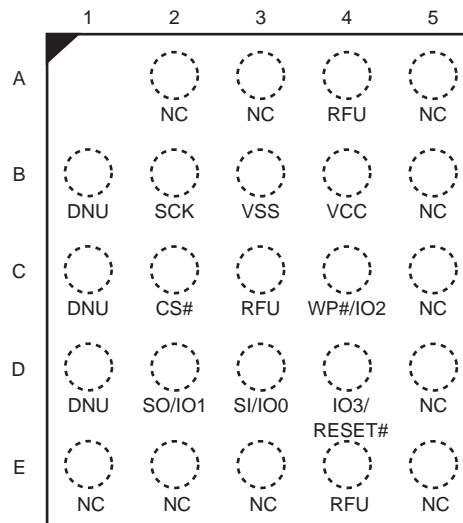 1 2 3 4 5
A
NC NC RFU NC
B
DNU SCK VSS VCC NC
C
DNU CS# RFU WP#/IO2 NC
D
DNU SO/IO1 SI/IO0 IO3/ NC
RESET#
E
NC NC NC RFU NC